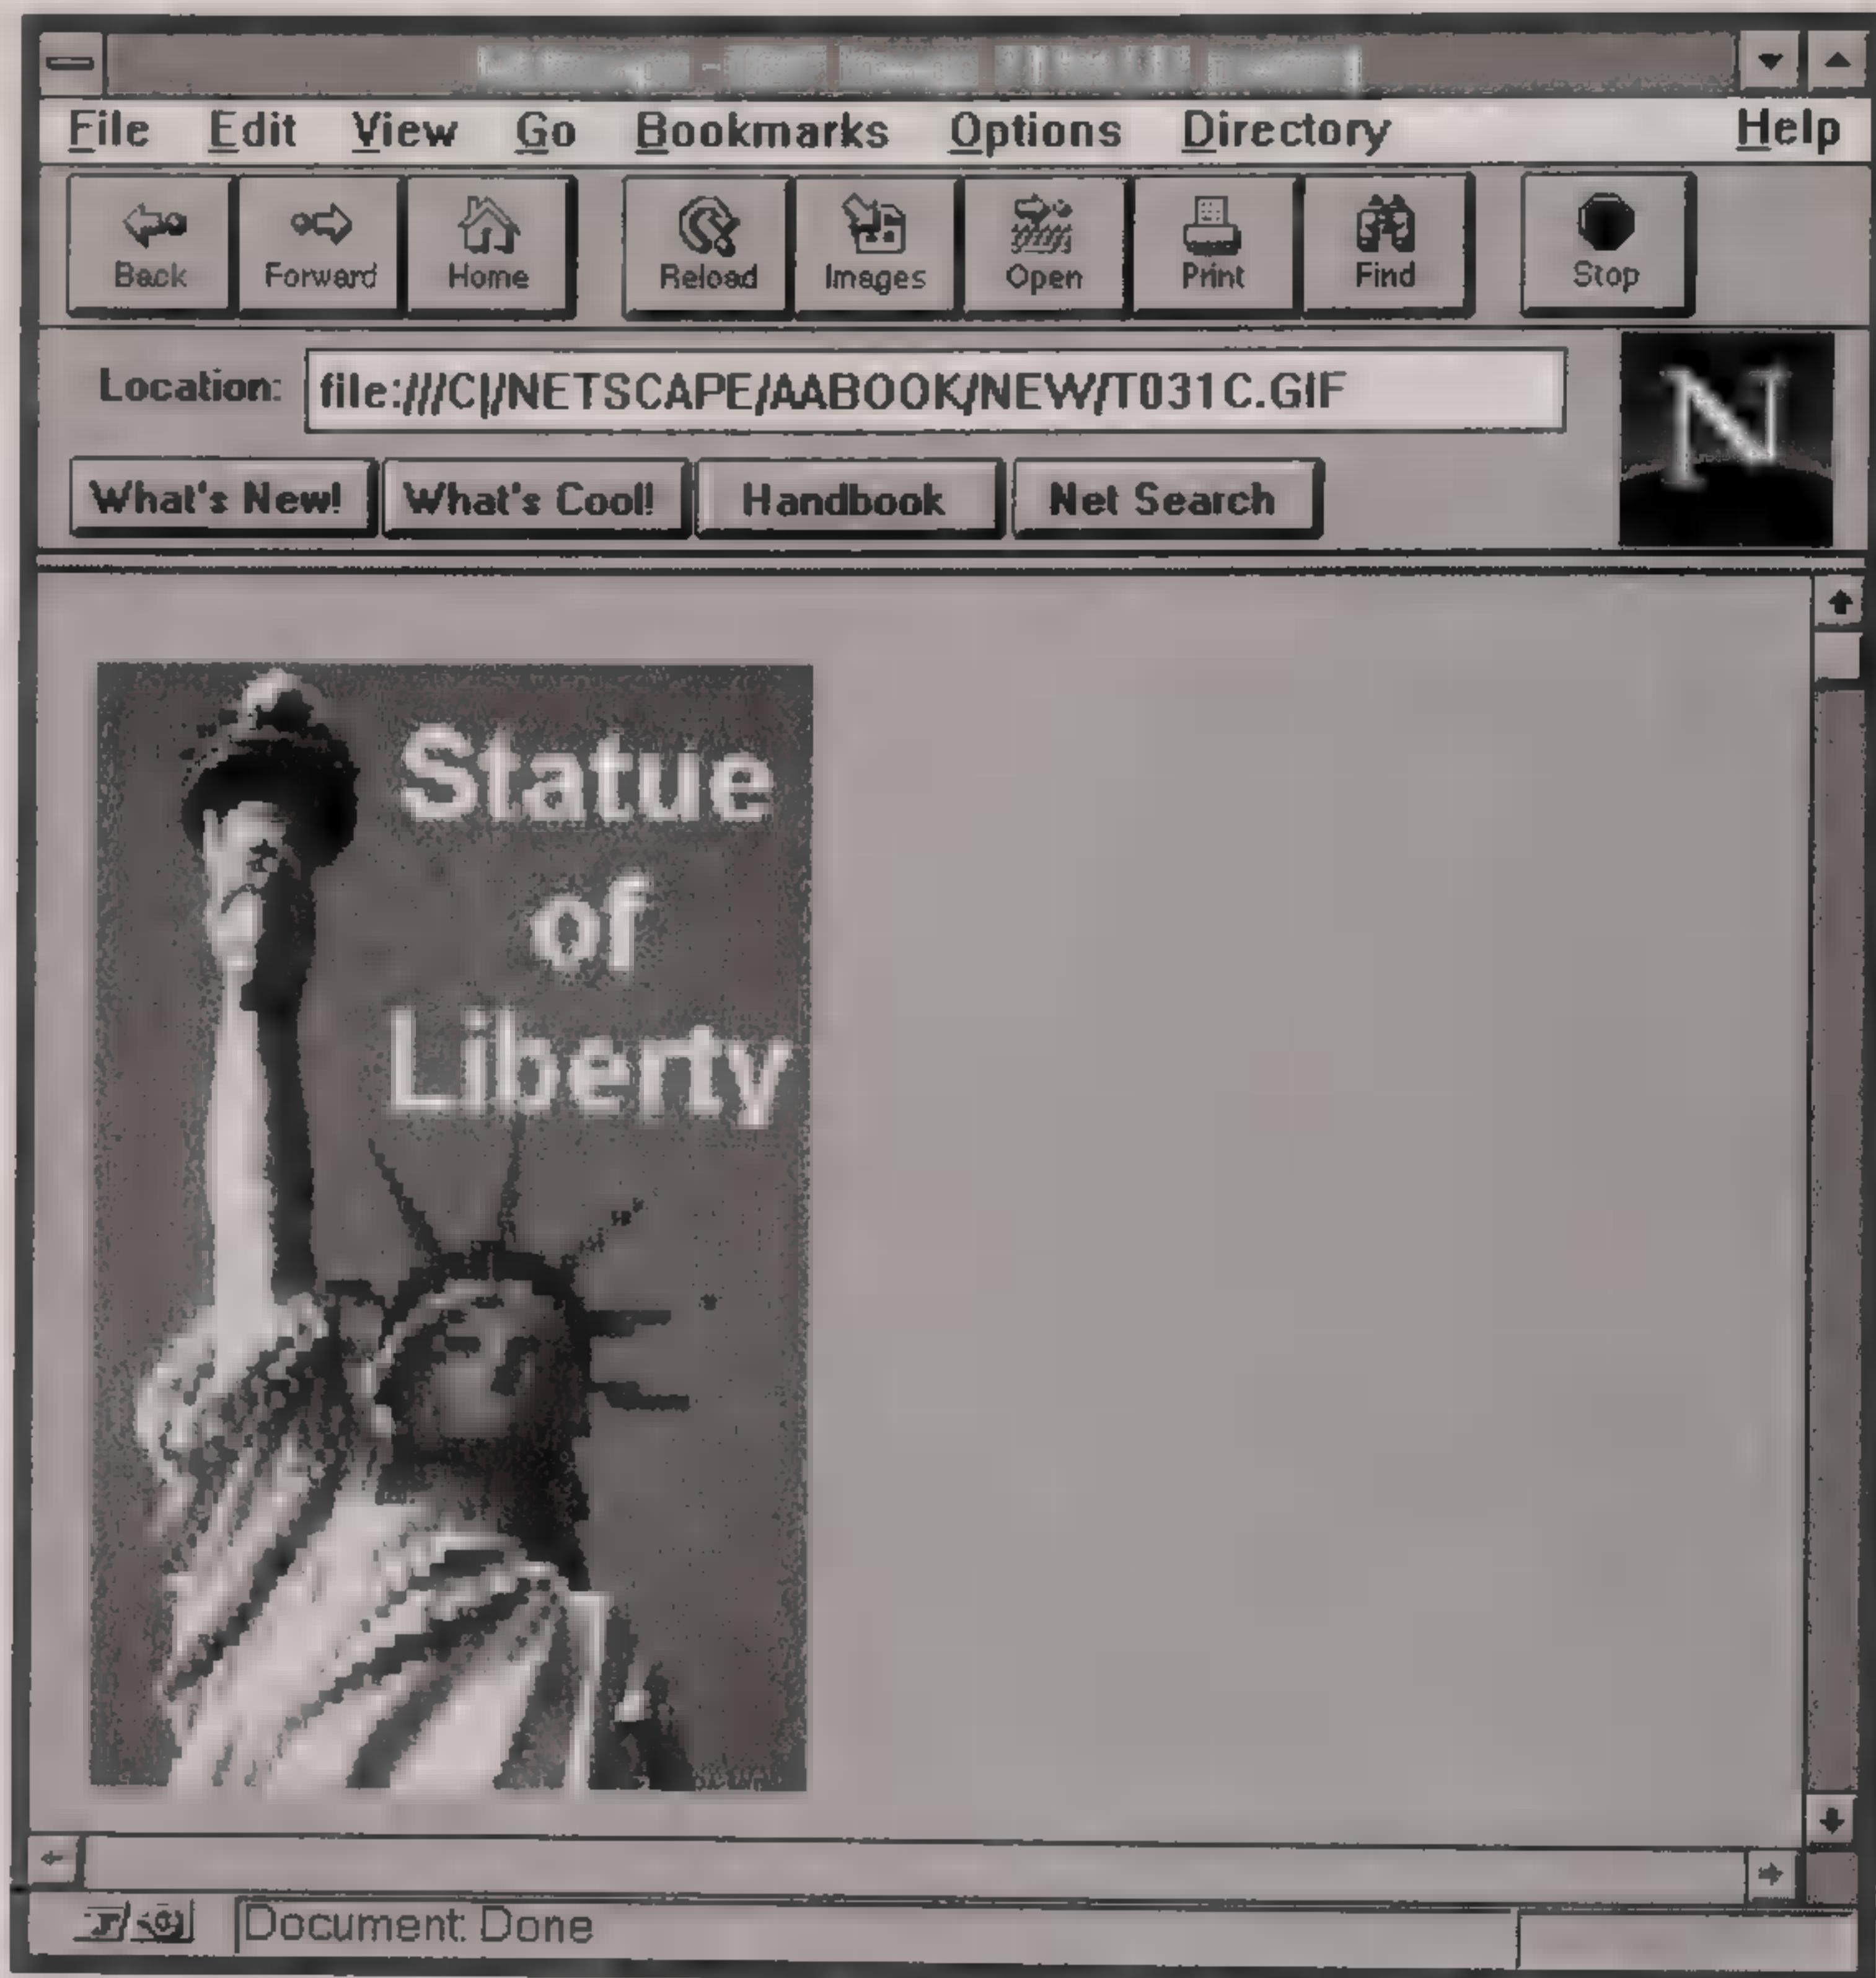 File Edit View Go Bookmarks Options Directory Help
Back Forward Home Reload Images Open Print Find Stop
Location: file:///C|/NETSCAPE/AABOOK/NEW/T031C.GIF
N
What's New! What's Cool! Handbook Net Search
Statue
of
Liberty
Document: Done